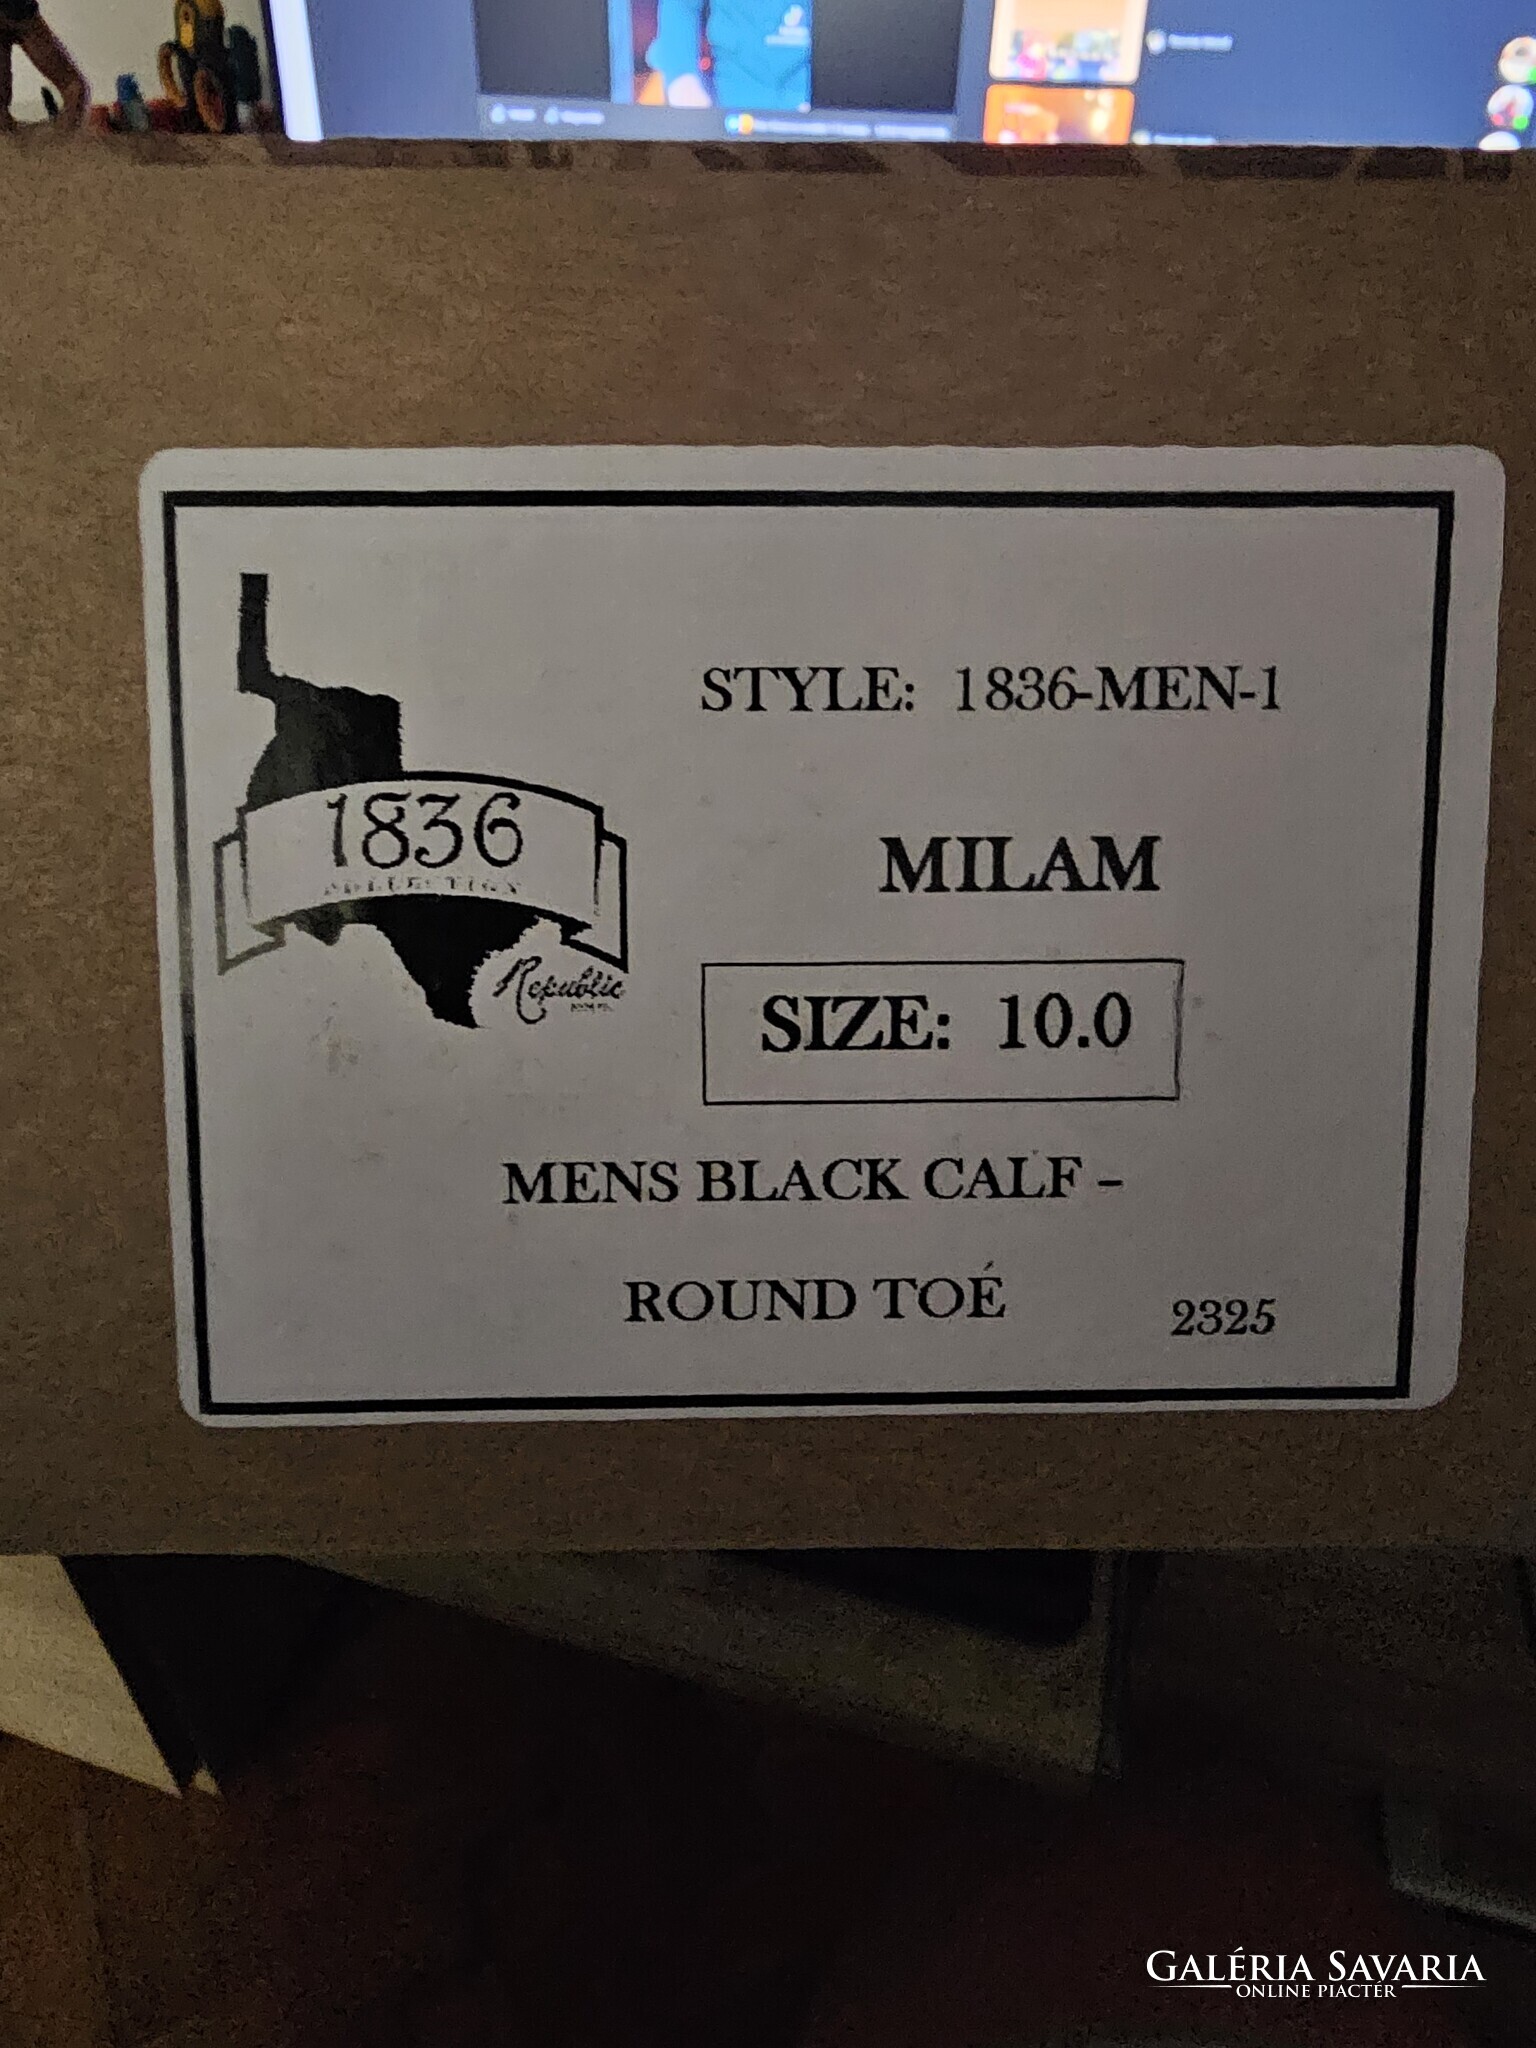 STYLE: 1836-MEN-1
1836
COLLECTION
Republic
MILAM
SIZE: 10.0
MENS BLACK CALF -
ROUND TOÉ
2325
GALÉRIA SAVARIA
ONLINE PIACTÉR